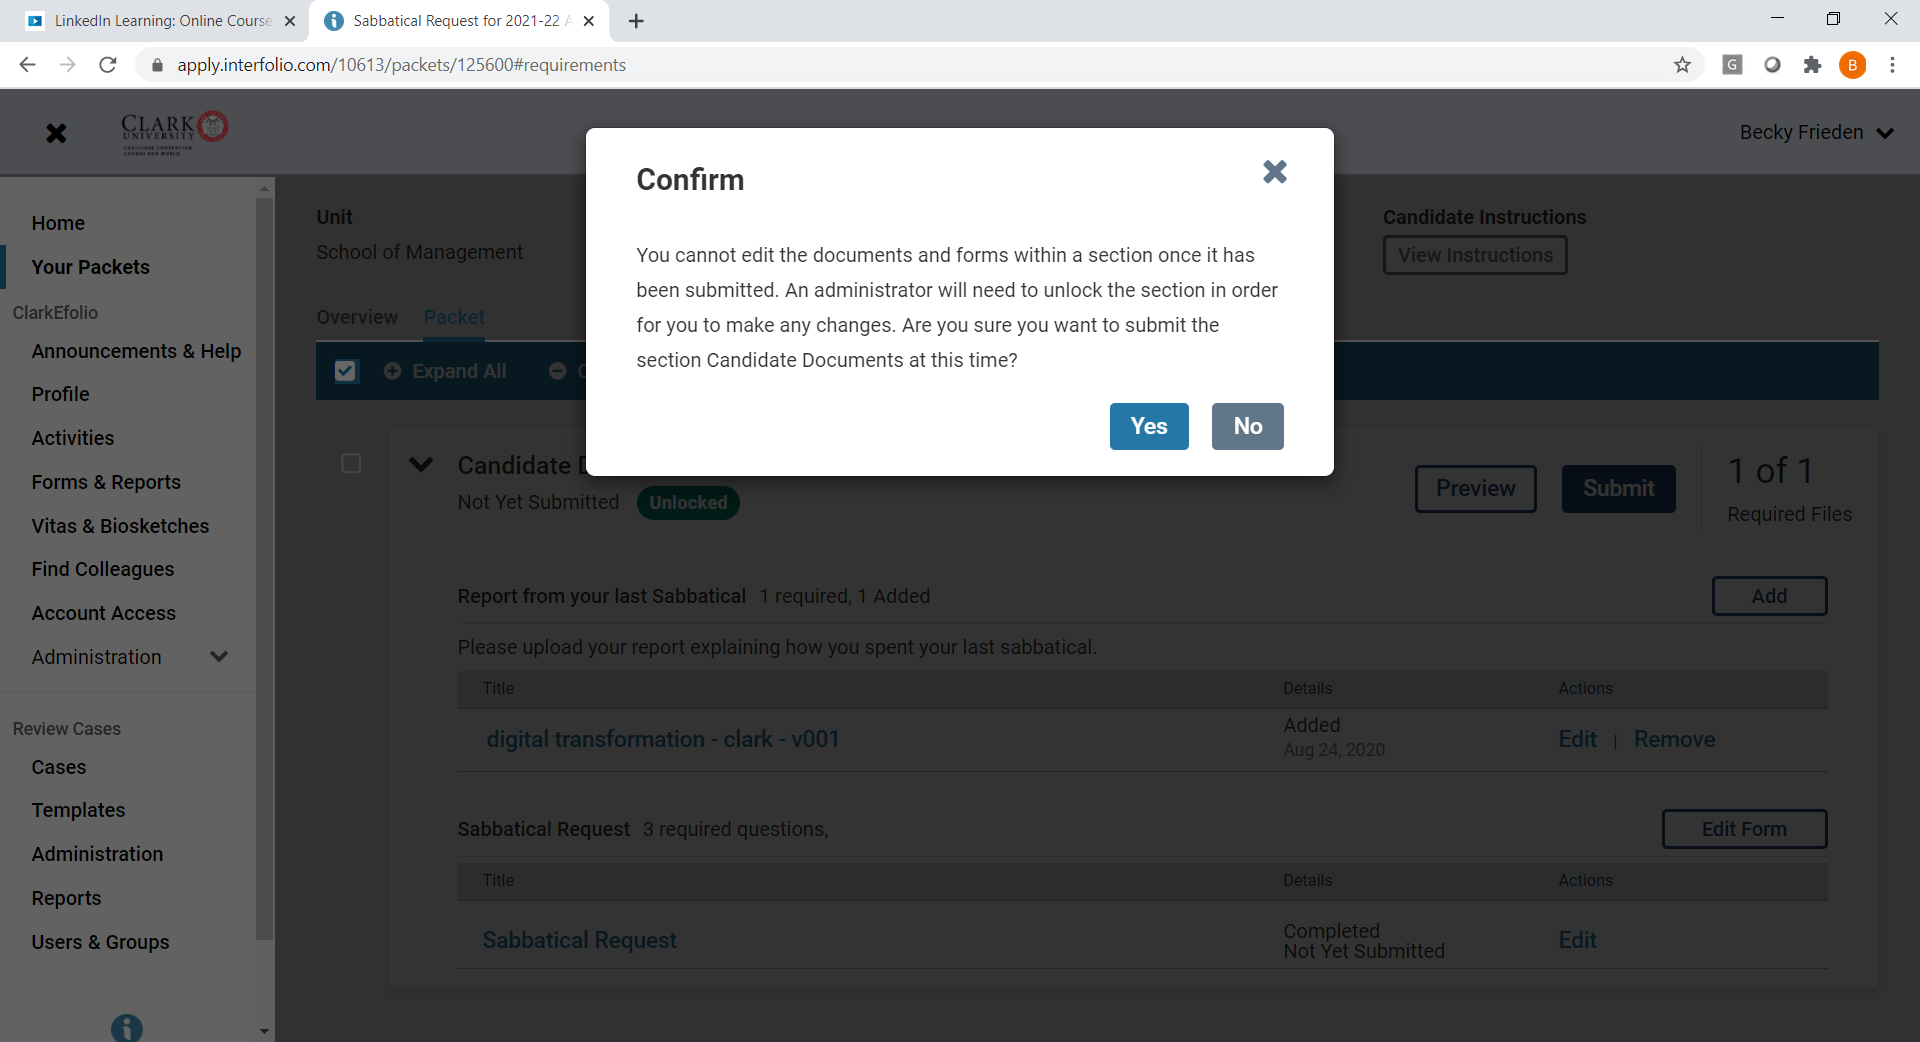 LinkedIn Learning: Online Course
Sabbatical Request for 2021-22 A
apply.interfolio.com/10613/packets/125600#requirements
G
B
CLARK
UNIVERSITY
CHALLENGE CONVENTION
CHANGE OUR WORLD
Becky Frieden
Home
Your Packets
ClarkEfolio
Announcements & Help
Profile
Activities
Forms & Reports
Vitas & Biosketches
Find Colleagues
Account Access
Administration
Review Cases
Cases
Templates
Administration
Reports
Users & Groups
Unit
School of Management
Candidate Instructions
View Instructions
Overview Packet
Expand All
C
Confirm
You cannot edit the documents and forms within a section once it has
been submitted. An administrator will need to unlock the section in order
for you to make any changes. Are you sure you want to submit the
section Candidate Documents at this time?
Yes No
Candidate D
Not Yet Submitted Unlocked
Preview Submit
1 of 1
Required Files
Report from your last Sabbatical 1 required, 1 Added
Add
Please upload your report explaining how you spent your last sabbatical.
Title Details Actions
digital transformation - clark - v001
Added
Aug 24, 2020
Edit | Remove
Sabbatical Request 3 required questions,
Edit Form
Title Details Actions
Sabbatical Request
Completed
Not Yet Submitted
Edit